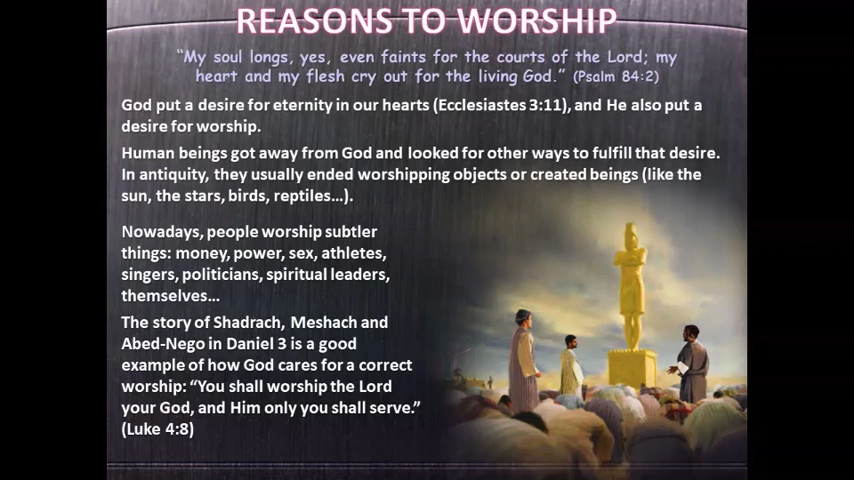 REASONS TO WORSHIP
“My soul longs, yes, even faints for the courts of the Lord; my
heart and my flesh cry out for the living God.” (Psalm 84:2)
God put a desire for eternity in our hearts (Ecclesiastes 3:11), and He also put a
desire for worship.
Human beings got away from God and looked for other ways to fulfill that desire.
In antiquity, they usually ended worshipping objects or created beings (like the
sun, the stars, birds, reptiles…).
Nowadays, people worship subtler
things: money, power, sex, athletes,
singers, politicians, spiritual leaders,
themselves…
The story of Shadrach, Meshach and
Abed-Nego in Daniel 3 is a good
example of how God cares for a correct
worship: “You shall worship the Lord
your God, and Him only you shall serve.”
(Luke 4:8)